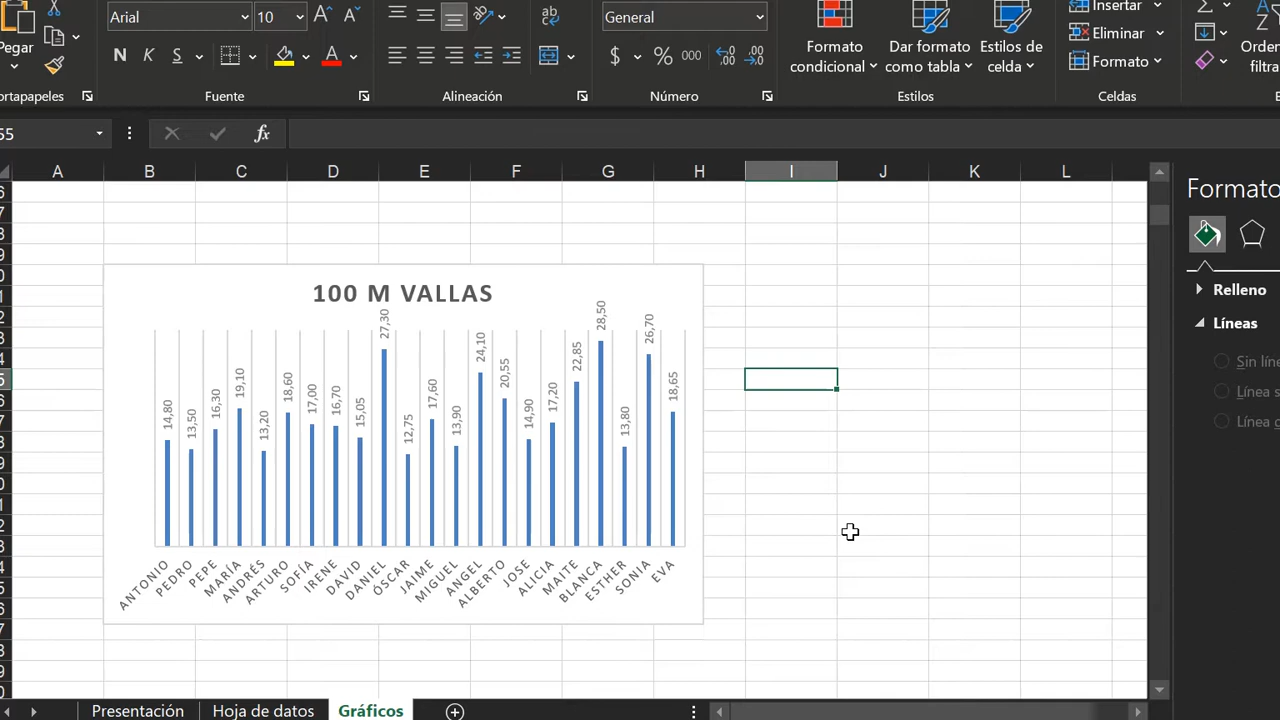 Arial
10
General
Pegar
N K S
$ % 000
Formato condicional
Dar formato como tabla
Estilos de celda
Insertar
Eliminar
Formato
Fuente
Alineación
Número
Estilos
Celdas
fx
A B C D E F G H I J K L
100 M VALLAS
14,80
13,50
16,30
19,10
13,20
18,60
17,00
16,70
15,05
27,30
12,75
17,60
13,90
24,10
20,55
14,90
17,20
22,85
28,50
13,80
26,70
18,65
ANTONIO
PEDRO
PEPE
MARÍA
ANDRÉS
ARTURO
SOFÍA
IRENE
DAVID
DANIEL
ÓSCAR
JAIME
MIGUEL
ANGEL
ALBERTO
JOSE
ALICIA
MAITE
BLANCA
ESTHER
SONIA
EVA
Formato
Relleno
Líneas
Sin líne
Línea s
Línea
Presentación
Hoja de datos
Gráficos